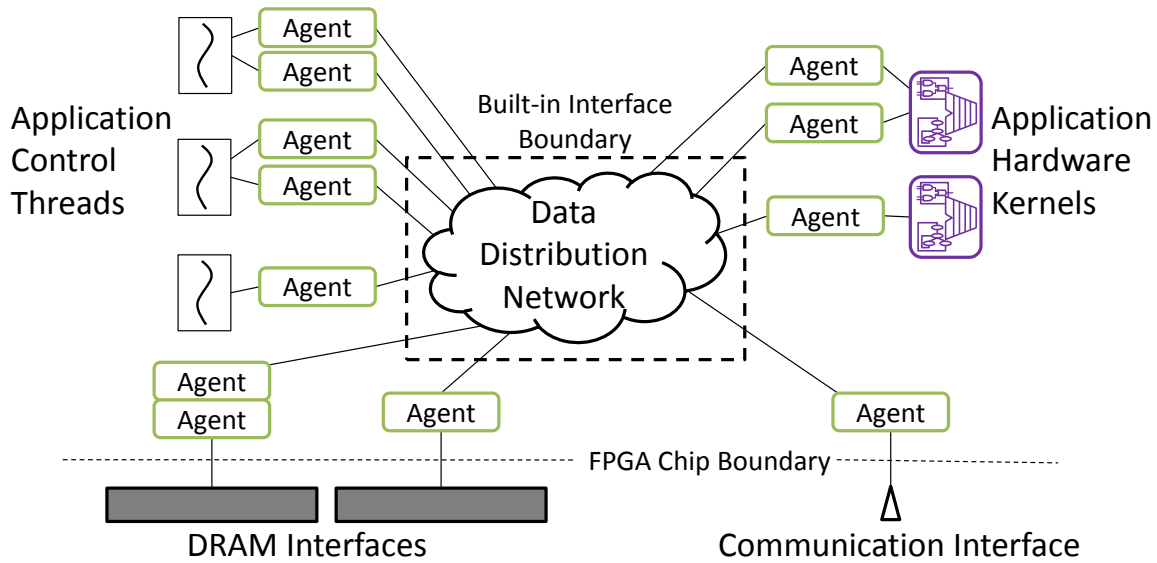 Agent
Agent
Agent
Agent
Agent
Application
Control
Threads
Built-in Interface
Boundary
Data
Distribution
Network
Agent
Agent
Agent
Application
Hardware
Kernels
Agent
Agent
Agent
Agent
FPGA Chip Boundary
DRAM Interfaces
Communication Interface